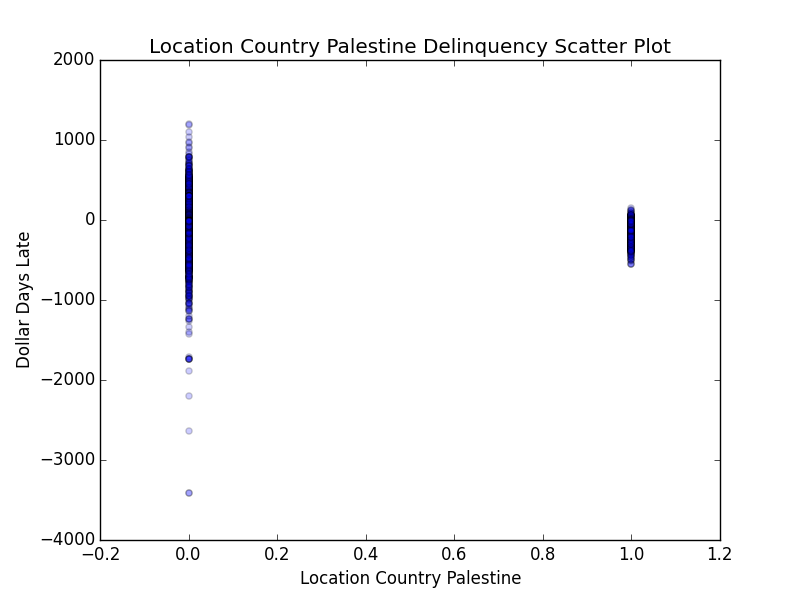 Location Country Palestine Delinquency Scatter Plot
2000
1000
0
−1000
−2000
−3000
−4000
Dollar Days Late
−0.2 0.0 0.2 0.4 0.6 0.8 1.0 1.2
Location Country Palestine